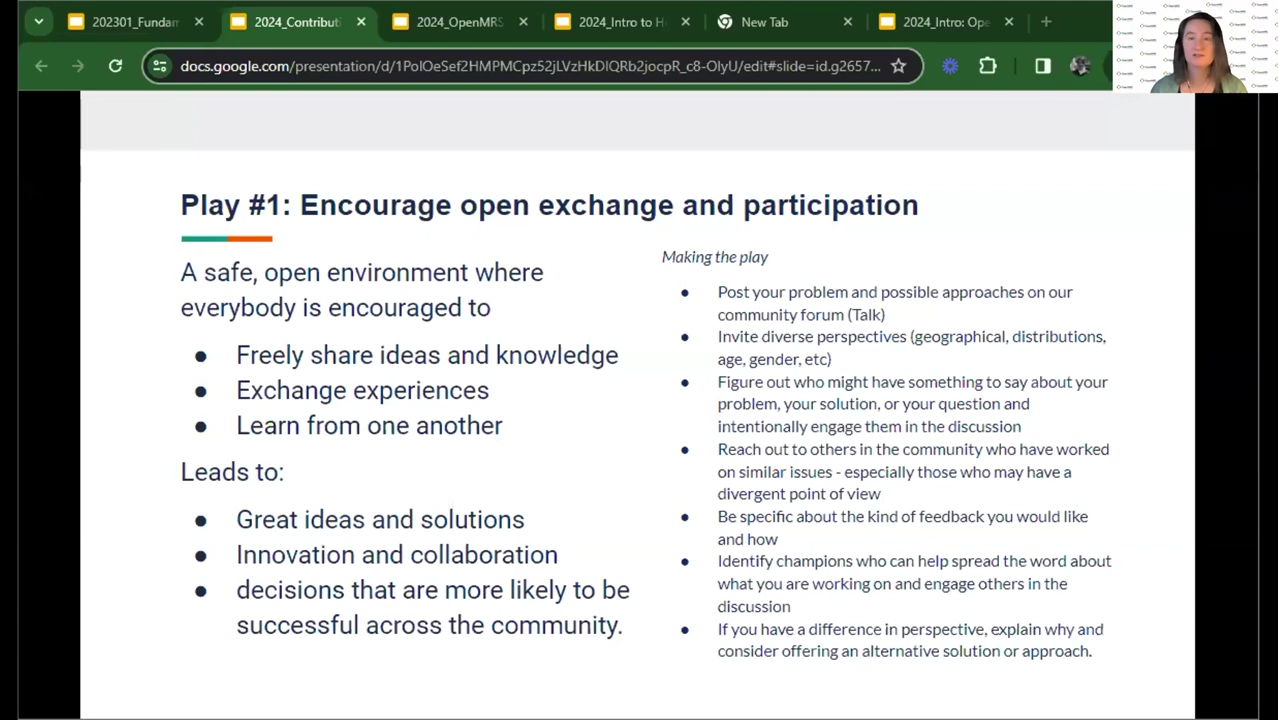 202301_Fundam
2024_Contributi
2024_OpenMRS
2024_Intro to H
New Tab
2024_Intro: Ope
docs.google.com/presentation/d/1PolOeSef2HMPMCpz52jLVzHkDlQRb2jocpR_c8-OlyU/edit#slide=id.g2657...
Play #1: Encourage open exchange and participation
A safe, open environment where
everybody is encouraged to
● Freely share ideas and knowledge
● Exchange experiences
● Learn from one another
Leads to:
● Great ideas and solutions
● Innovation and collaboration
● decisions that are more likely to be
successful across the community.
Making the play
● Post your problem and possible approaches on our
community forum (Talk)
● Invite diverse perspectives (geographical, distributions,
age, gender, etc)
● Figure out who might have something to say about your
problem, your solution, or your question and
intentionally engage them in the discussion
● Reach out to others in the community who have worked
on similar issues - especially those who may have a
divergent point of view
● Be specific about the kind of feedback you would like
and how
● Identify champions who can help spread the word about
what you are working on and engage others in the
discussion
● If you have a difference in perspective, explain why and
consider offering an alternative solution or approach.